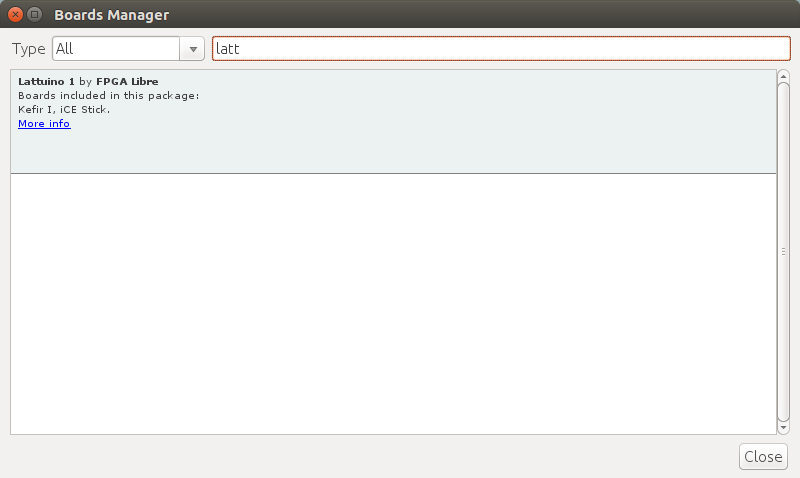 Boards Manager
Type All latt
Lattuino 1 by FPGA Libre
Boards included in this package:
Kefir I, iCE Stick.
More info
Close